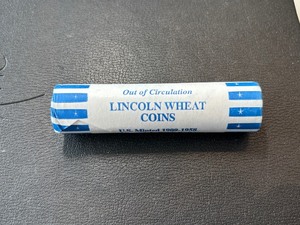 Out of Circulation
LINCOLN WHEAT
COINS
U.S. Minted 1909-1958